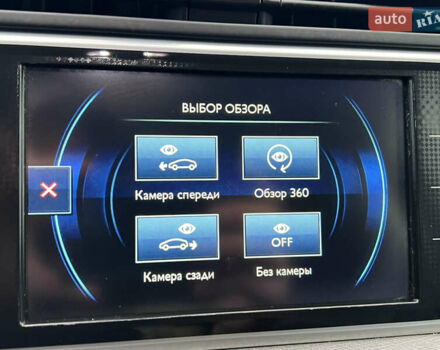 auto RIA
ВЫБОР ОБЗОРА
Камера спереди
Обзор 360
OFF
Камера сзади
Без камеры